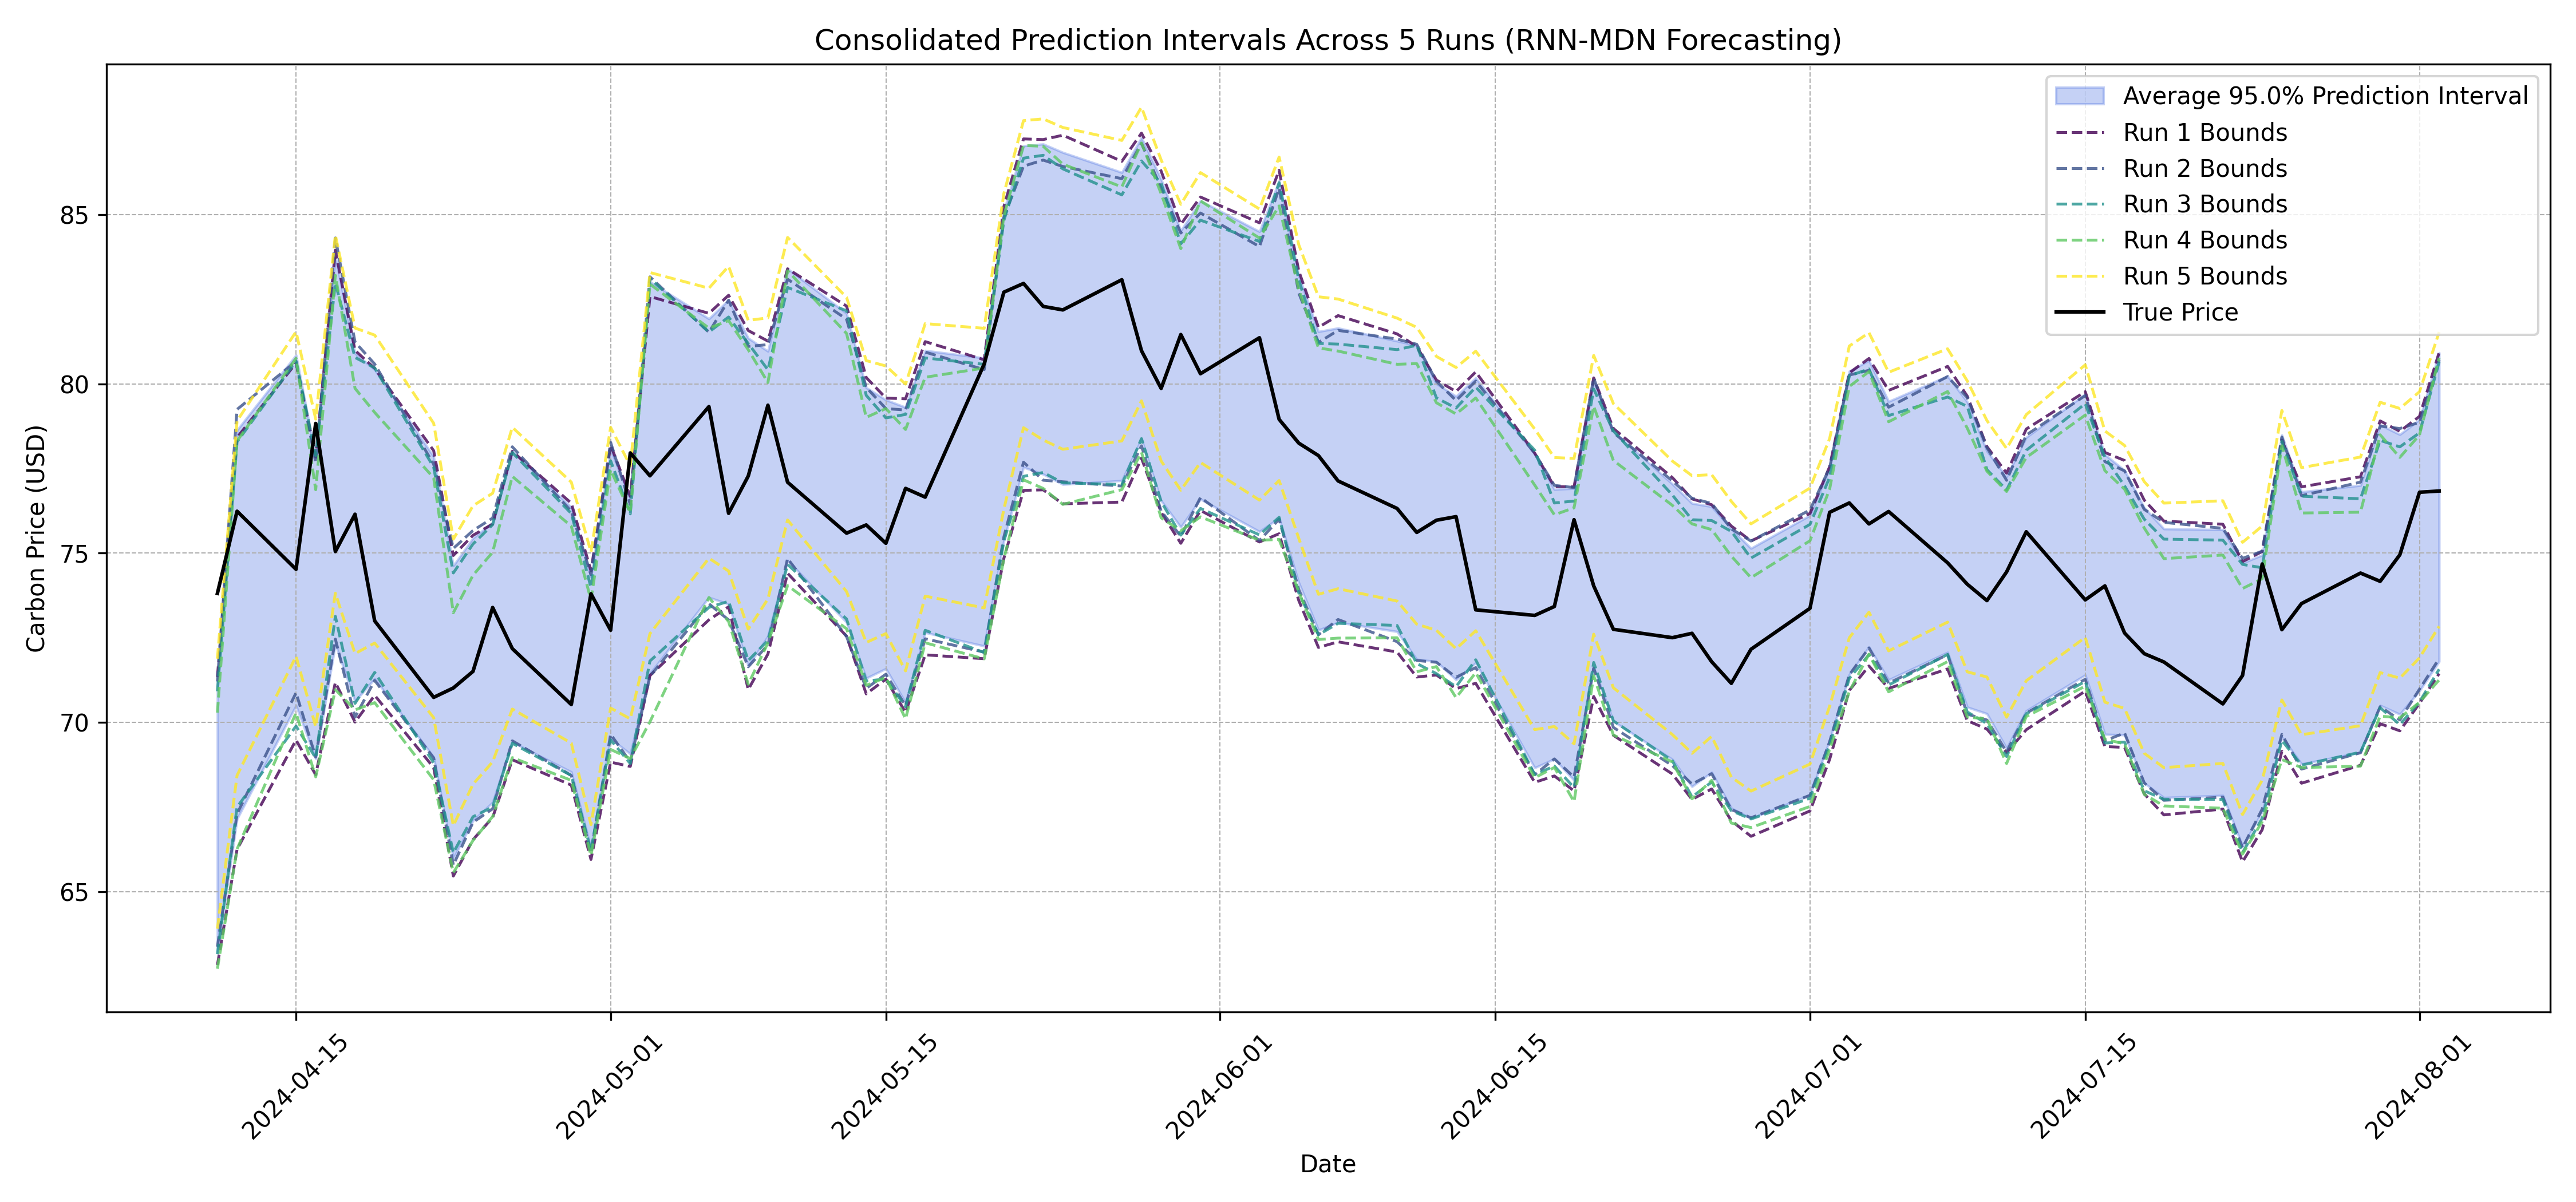 Consolidated Prediction Intervals Across 5 Runs (RNN-MDN Forecasting)
Average 95.0% Prediction Interval
Run 1 Bounds
Run 2 Bounds
Run 3 Bounds
Run 4 Bounds
Run 5 Bounds
True Price
Carbon Price (USD)
85
80
75
70
65
2024-04-15
2024-05-01
2024-05-15
2024-06-01
2024-06-15
2024-07-01
2024-07-15
2024-08-01
Date